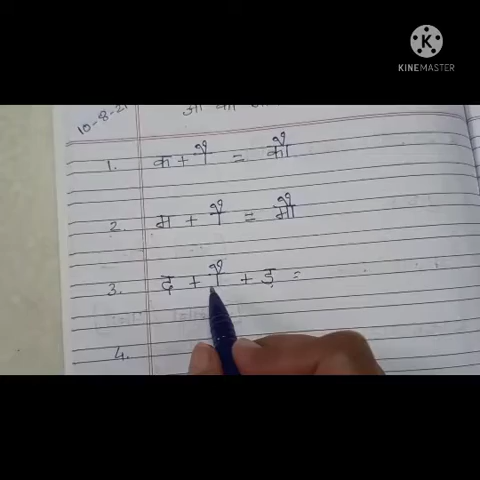 KINEMASTER
10-8-21
1. क + ौ = कौ
2. म + ौ = मौ
3. द + ौ + ड़ =
4.